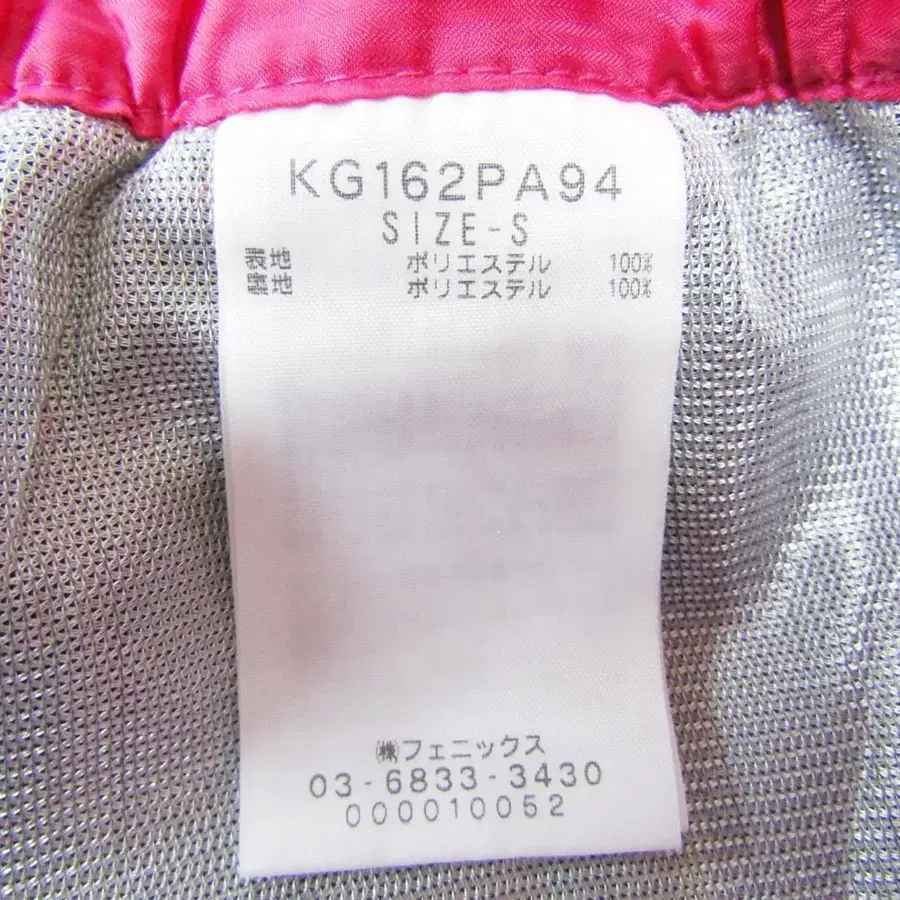 KG162PA94
SIZE-S
表地 ポリエステル 100%
裏地 ポリエステル 100%
㈱フェニックス
03-6833-3430
000010052